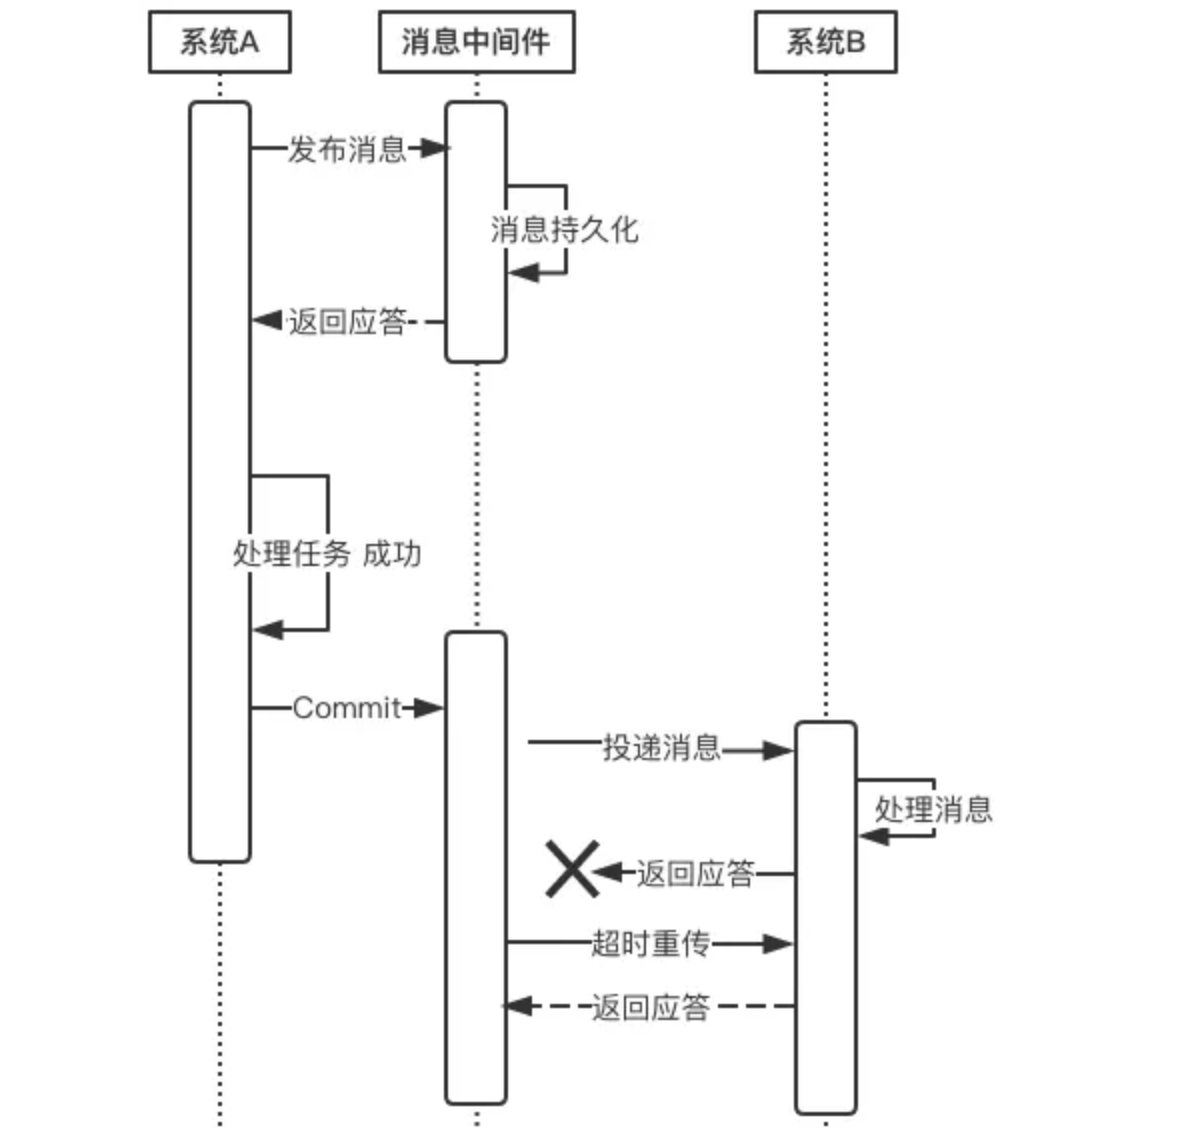 系统A
消息中间件
系统B
发布消息
消息持久化
返回应答
处理任务 成功
Commit
投递消息
处理消息
返回应答
超时重传
返回应答